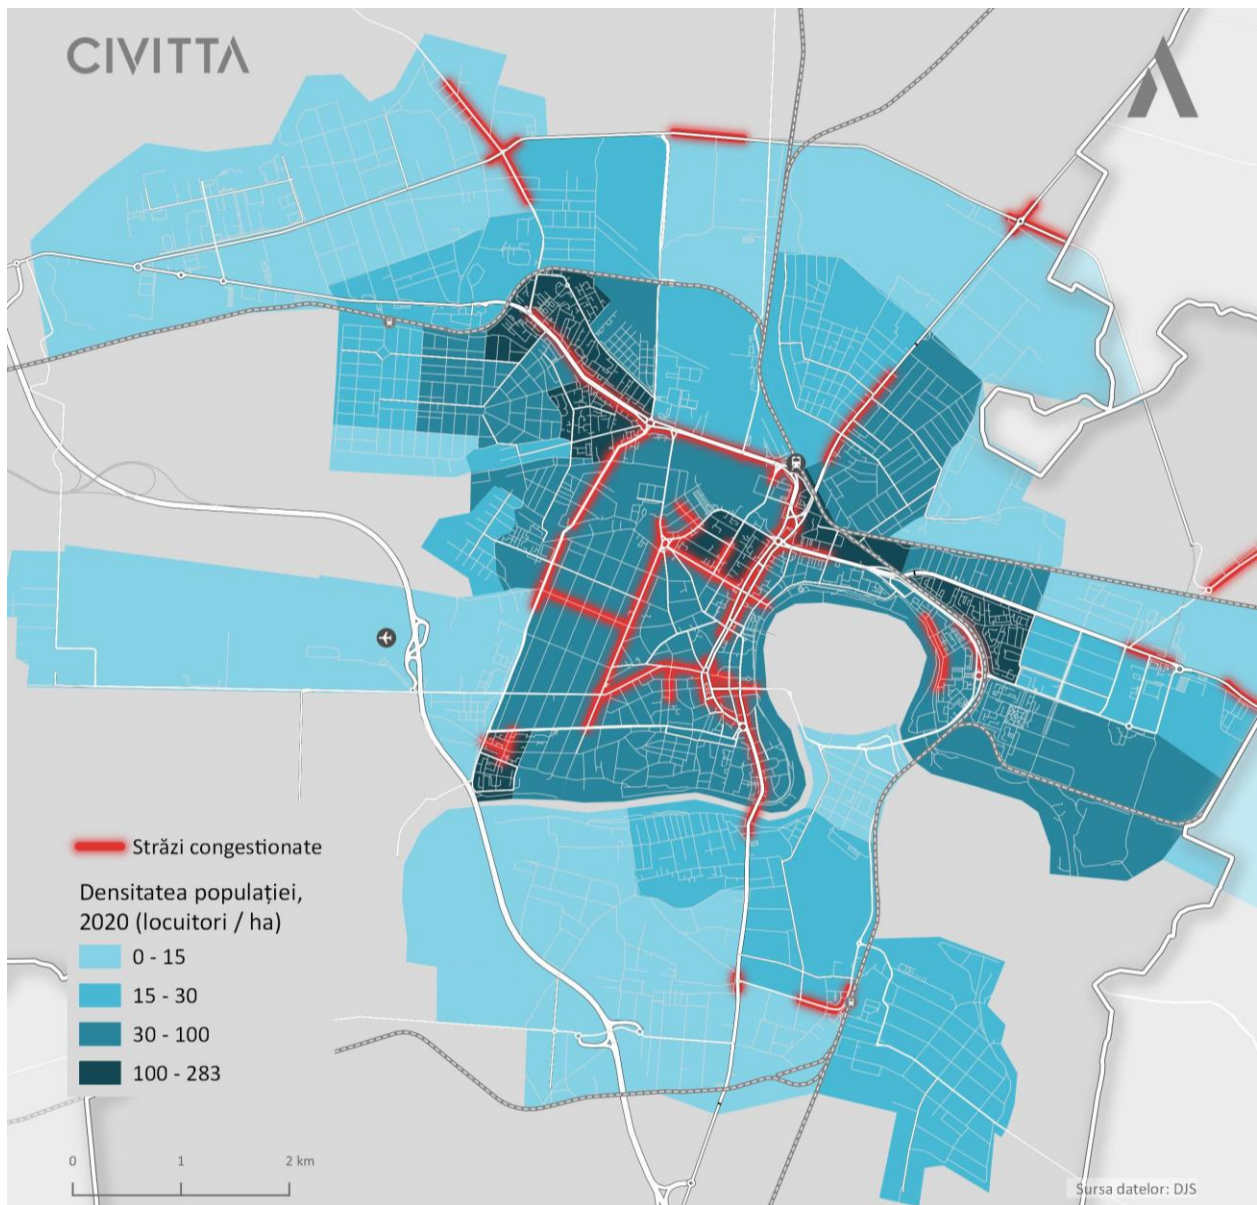 CIVITTA
Străzi congestionate
Densitatea populației,
2020 (locuitori / ha)
0 - 15
15 - 30
30 - 100
100 - 283
0 1 2 km
Sursa datelor: DJS